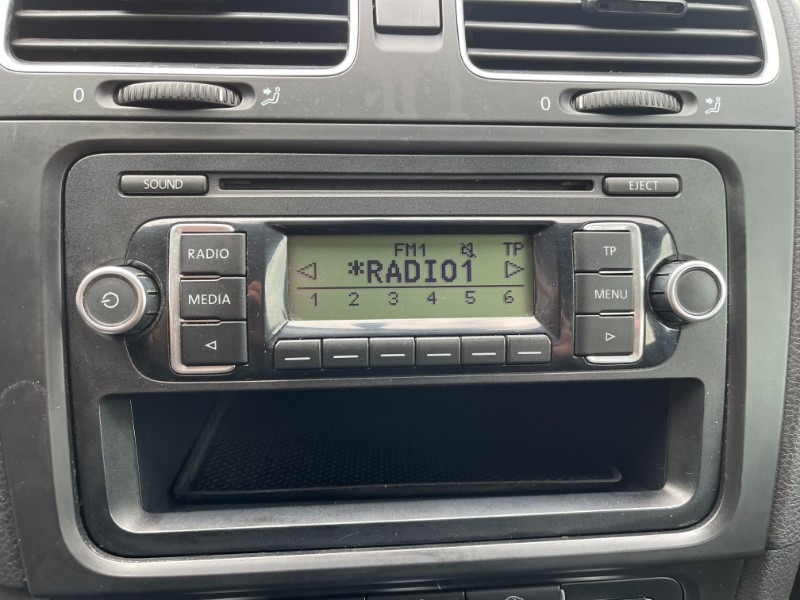 0
0
SOUND
EJECT
RADIO
FM1 TP
TP
*RADIO1
MEDIA
1 2 3 4 5 6
MENU